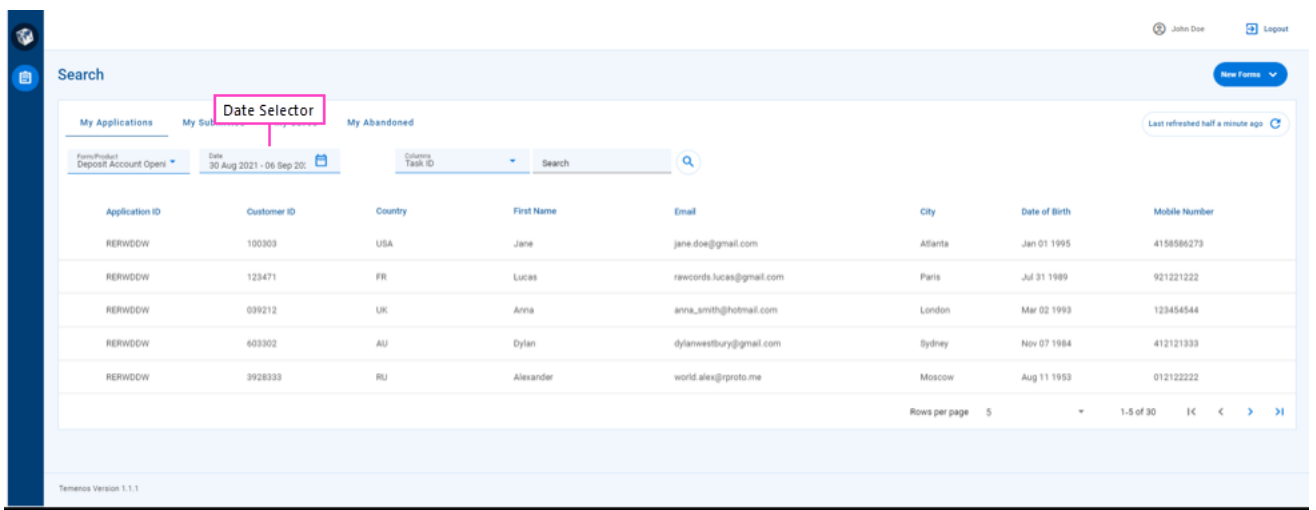 John Doe
Logout
Search
New Forms
Date Selector
My Applications
My Abandoned
Last refreshed half a minute ago
Form/Product
Deposit Account Openi
Date
30 Aug 2021 - 06 Sep 20
Columns
Task ID
Search
Application ID Customer ID Country First Name Email City Date of Birth Mobile Number
RERWDDW 100303 USA Jane jane.doe@gmail.com Atlanta Jan 01 1995 4158586273
RERWDDW 123471 FR Lucas rawcords.lucas@gmail.com Paris Jul 31 1989 921221222
RERWDDW 039212 UK Anna anna_smith@hotmail.com London Mar 02 1993 123454544
RERWDDW 603302 AU Dylan dylanwestbury@gmail.com Sydney Nov 07 1984 412121333
RERWDDW 3928333 RU Alexander world.alex@rproto.me Moscow Aug 11 1953 012122222
Rows per page 5 1-5 of 30
Temenos Version 1.1.1